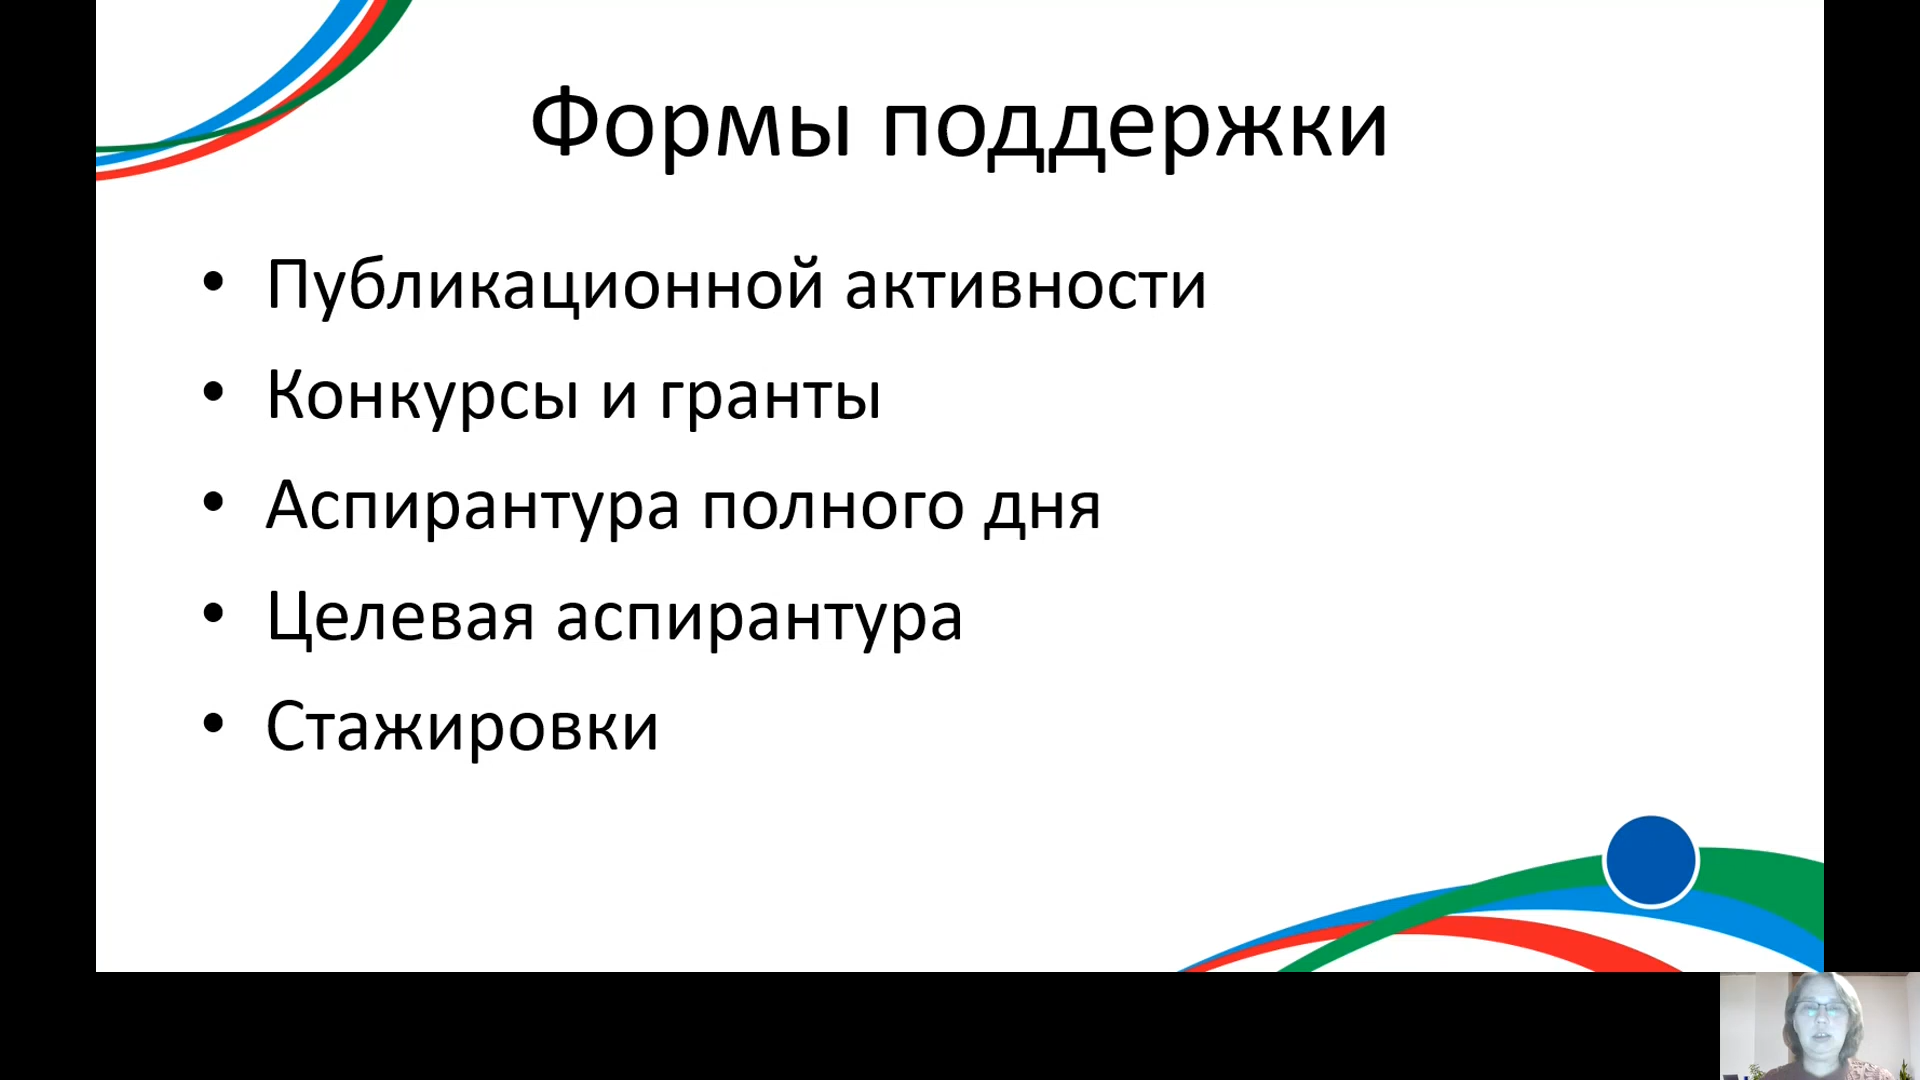 Формы поддержки
• Публикационной активности
• Конкурсы и гранты
• Аспирантура полного дня
• Целевая аспирантура
• Стажировки